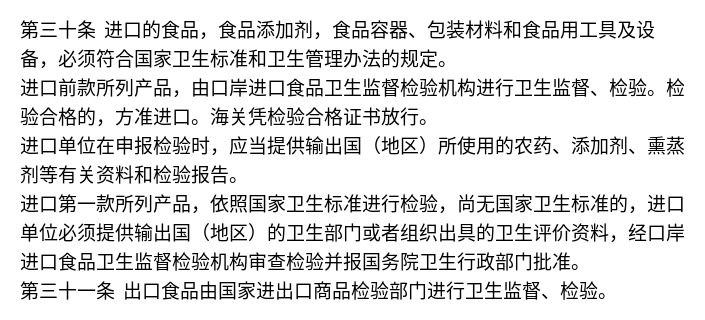 第三十条 进口的食品，食品添加剂，食品容器、包装材料和食品用工具及设
备，必须符合国家卫生标准和卫生管理办法的规定。
进口前款所列产品，由口岸进口食品卫生监督检验机构进行卫生监督、检验。检
验合格的，方准进口。海关凭检验合格证书放行。
进口单位在申报检验时，应当提供输出国（地区）所使用的农药、添加剂、熏蒸
剂等有关资料和检验报告。
进口第一款所列产品，依照国家卫生标准进行检验，尚无国家卫生标准的，进口
单位必须提供输出国（地区）的卫生部门或者组织出具的卫生评价资料，经口岸
进口食品卫生监督检验机构审查检验并报国务院卫生行政部门批准。
第三十一条 出口食品由国家进出口商品检验部门进行卫生监督、检验。